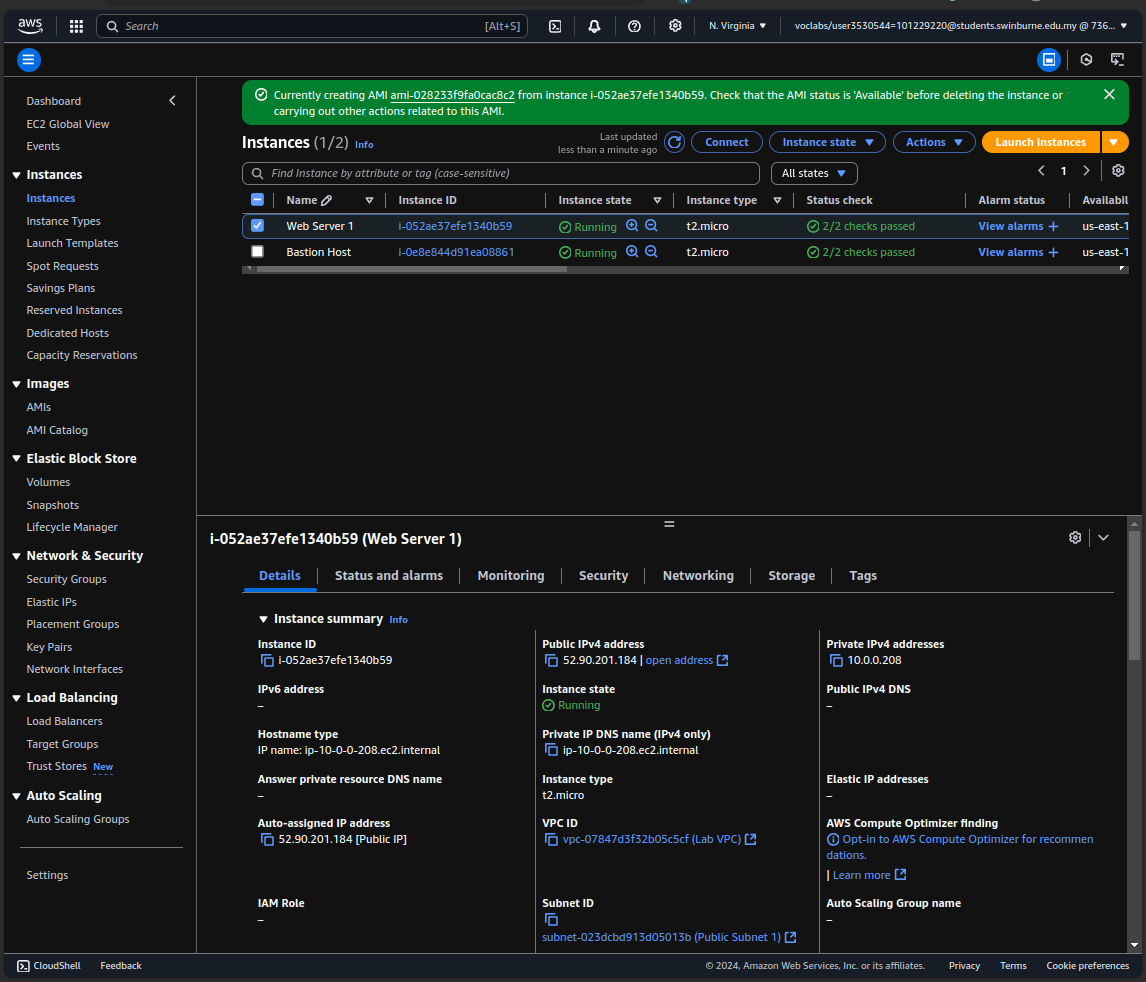 aws
Search [Alt+S]
N. Virginia
voclabs/user3530544=101229220@students.swinburne.edu.my @ 736...
Currently creating AMI ami-028233f9fa0cac8c2 from instance i-052ae37efe1340b59. Check that the AMI status is 'Available' before deleting the instance or
carrying out other actions related to this AMI.
Dashboard
EC2 Global View
Events
Instances
Instances
Instance Types
Launch Templates
Spot Requests
Savings Plans
Reserved Instances
Dedicated Hosts
Capacity Reservations
Images
AMIs
AMI Catalog
Elastic Block Store
Volumes
Snapshots
Lifecycle Manager
Network & Security
Security Groups
Elastic IPs
Placement Groups
Key Pairs
Network Interfaces
Load Balancing
Load Balancers
Target Groups
Trust Stores New
Auto Scaling
Auto Scaling Groups
Settings
Instances (1/2) Info
Last updated
less than a minute ago
Connect
Instance state
Actions
Launch Instances
Find Instance by attribute or tag (case-sensitive)
All states
1
Name Instance ID Instance state Instance type Status check Alarm status Availabil
Web Server 1 i-052ae37efe1340b59 Running t2.micro 2/2 checks passed View alarms + us-east-1
Bastion Host i-0e8e844d91ea08861 Running t2.micro 2/2 checks passed View alarms + us-east-1
i-052ae37efe1340b59 (Web Server 1)
Details Status and alarms Monitoring Security Networking Storage Tags
Instance summary Info
Instance ID
i-052ae37efe1340b59
Public IPv4 address
52.90.201.184 | open address
Private IPv4 addresses
10.0.0.208
IPv6 address
–
Instance state
Running
Public IPv4 DNS
–
Hostname type
IP name: ip-10-0-0-208.ec2.internal
Private IP DNS name (IPv4 only)
ip-10-0-0-208.ec2.internal
Answer private resource DNS name
–
Instance type
t2.micro
Elastic IP addresses
–
Auto-assigned IP address
52.90.201.184 [Public IP]
VPC ID
vpc-07847d3f32b05c5cf (Lab VPC)
AWS Compute Optimizer finding
Opt-in to AWS Compute Optimizer for recommen
dations.
| Learn more
IAM Role
–
Subnet ID
subnet-023dcbd913d05013b (Public Subnet 1)
Auto Scaling Group name
–
CloudShell Feedback
© 2024, Amazon Web Services, Inc. or its affiliates. Privacy Terms Cookie preferences